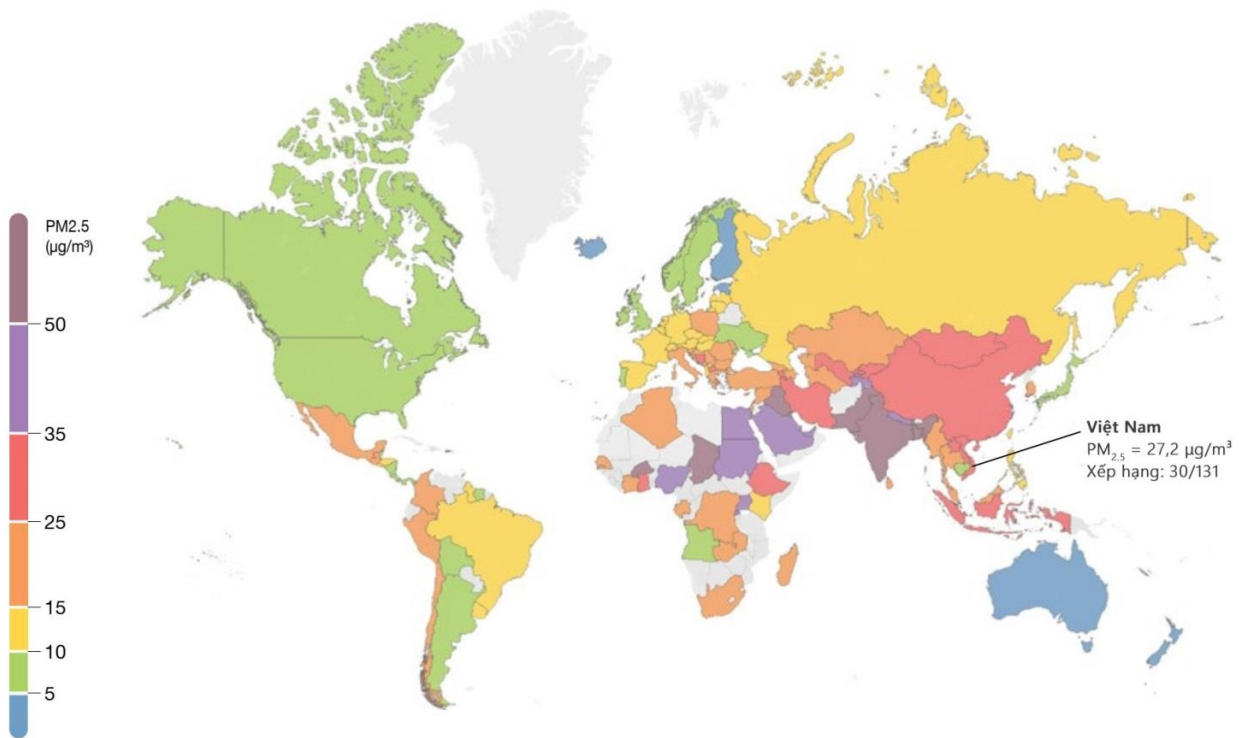 PM2.5
(µg/m³)
50
35
25
15
10
5
Việt Nam
PM₂.₅ = 27,2 µg/m³
Xếp hạng: 30/131